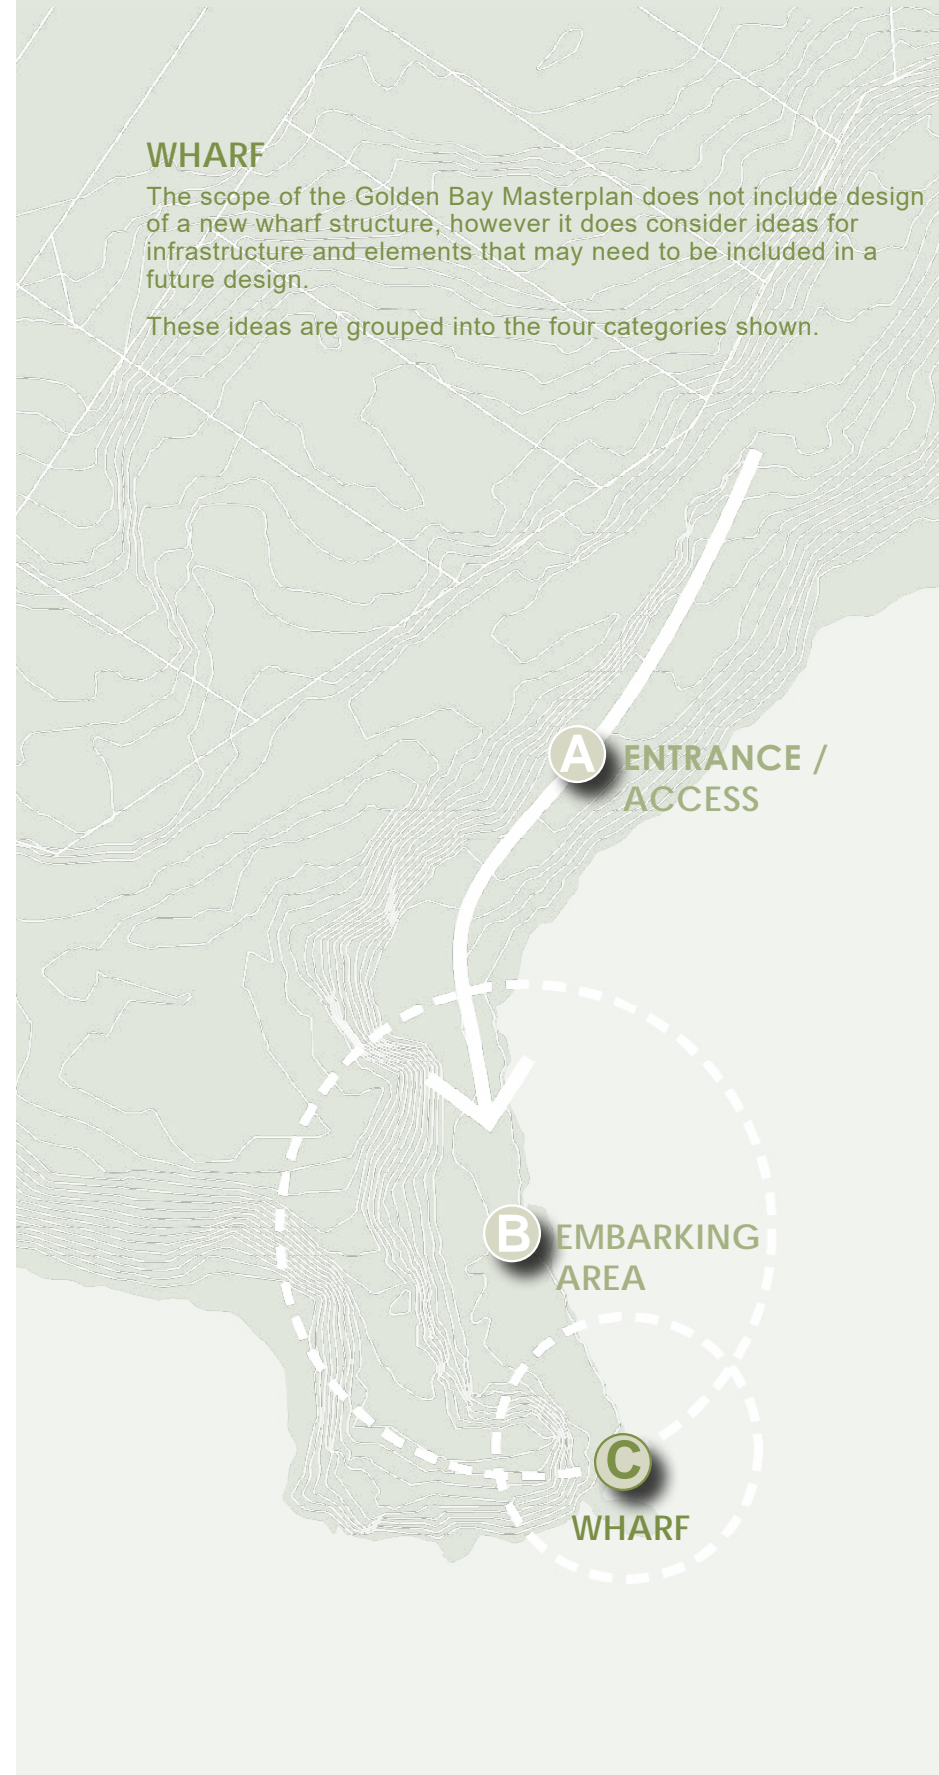 WHARF
The scope of the Golden Bay Masterplan does not include design
of a new wharf structure, however it does consider ideas for
infrastructure and elements that may need to be included in a
future design.
These ideas are grouped into the four categories shown.
A
ENTRANCE /
ACCESS
B
EMBARKING
AREA
C
WHARF